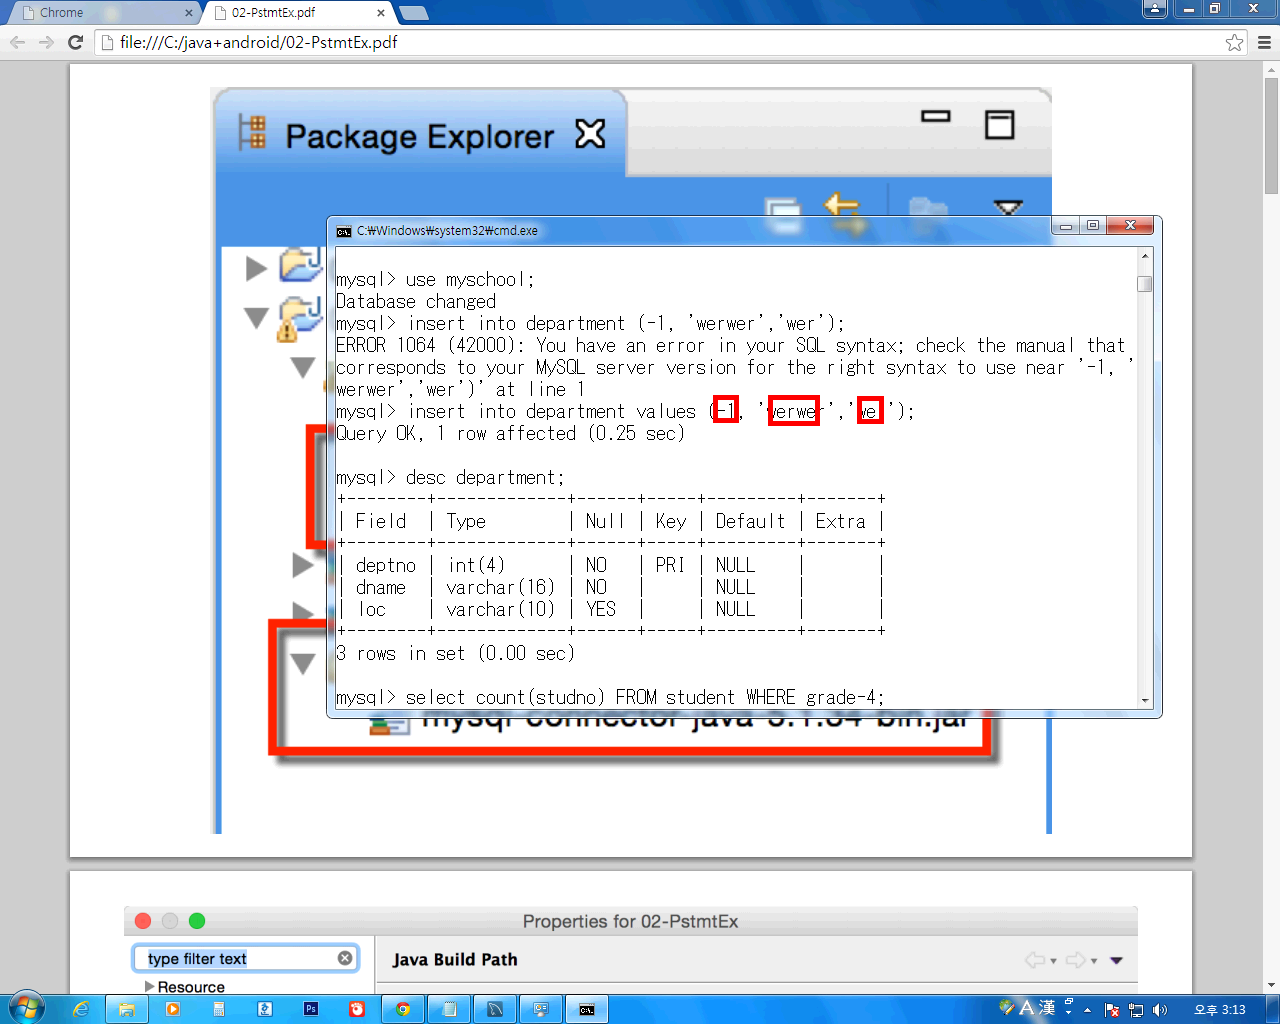 Chrome
02-PstmtEx.pdf
file:///C:/java+android/02-PstmtEx.pdf
Package Explorer
C:₩Windows₩system32₩cmd.exe
mysql> use myschool;
Database changed
mysql> insert into department (-1, 'werwer','wer');
ERROR 1064 (42000): You have an error in your SQL syntax; check the manual that
corresponds to your MySQL server version for the right syntax to use near '-1, '
werwer','wer')' at line 1
mysql> insert into department values (-1, 'werwer','wer');
Query OK, 1 row affected (0.25 sec)
mysql> desc department;
+--------+-------------+------+-----+---------+-------+
| Field  | Type        | Null | Key | Default | Extra |
+--------+-------------+------+-----+---------+-------+
| deptno | int(4)      | NO   | PRI | NULL    |       |
| dname  | varchar(16) | NO   |     | NULL    |       |
| loc    | varchar(10) | YES  |     | NULL    |       |
+--------+-------------+------+-----+---------+-------+
3 rows in set (0.00 sec)
mysql> select count(studno) FROM student WHERE grade-4;
mysql-connector-java-5.1.34-bin.jar
Properties for 02-PstmtEx
type filter text
Java Build Path
Resource
A 漢
오후 3:13